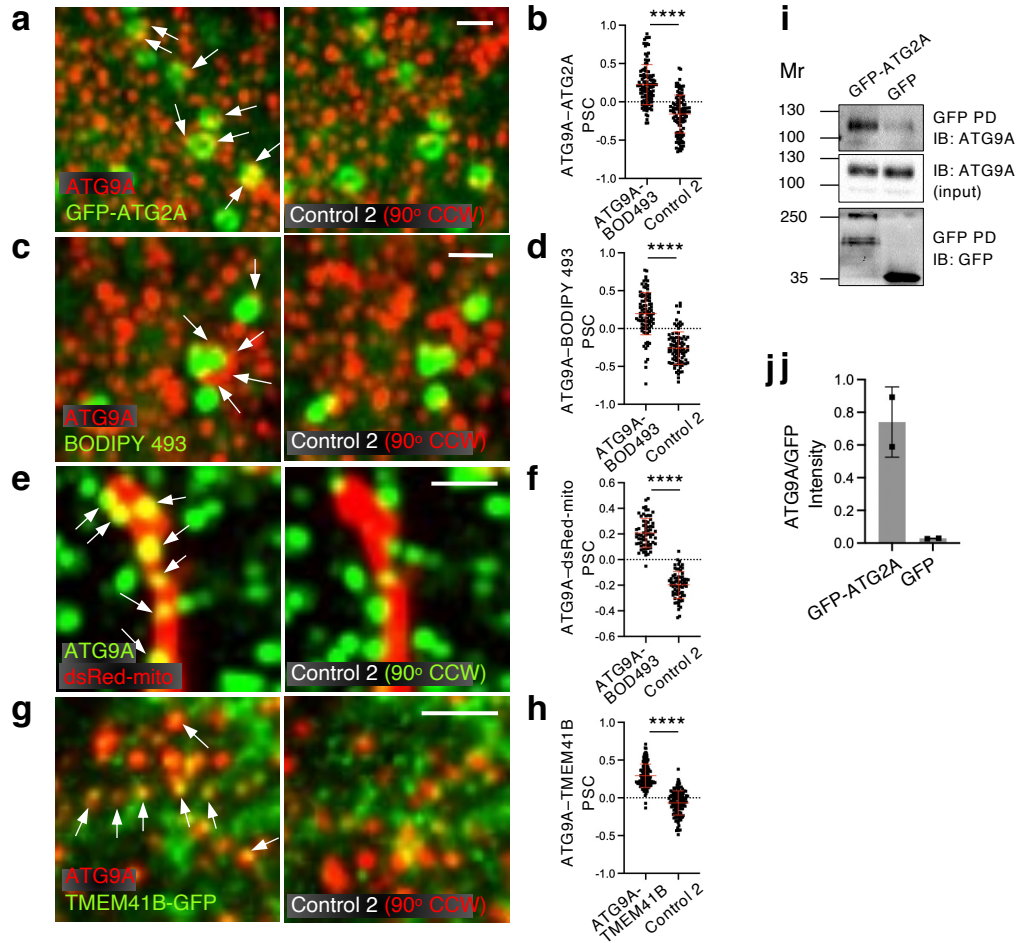 a
ATG9A
GFP-ATG2A
Control 2 (90º CCW)
b
****
ATG9A–ATG2A
PSC
1.0
0.5
0.0
-0.5
-1.0
ATG9A-
BOD493
Control 2
c
ATG9A
BODIPY 493
Control 2 (90º CCW)
d
****
ATG9A–BODIPY 493
PSC
1.0
0.5
0.0
-0.5
-1.0
ATG9A-
BOD493
Control 2
e
ATG9A
dsRed-mito
Control 2 (90º CCW)
f
****
ATG9A–dsRed-mito
PSC
0.6
0.4
0.2
0.0
-0.2
-0.4
-0.6
ATG9A-
BOD493
Control 2
g
ATG9A
TMEM41B-GFP
Control 2 (90º CCW)
h
****
ATG9A–TMEM41B
PSC
1.0
0.5
0.0
-0.5
-1.0
ATG9A-
TMEM41B
Control 2
i
Mr
GFP-ATG2A
GFP
130
100
GFP PD
IB: ATG9A
130
100
IB: ATG9A
(input)
250
35
GFP PD
IB: GFP
jj
ATG9A/GFP
Intensity
1.0
0.8
0.6
0.4
0.2
0.0
GFP-ATG2A
GFP